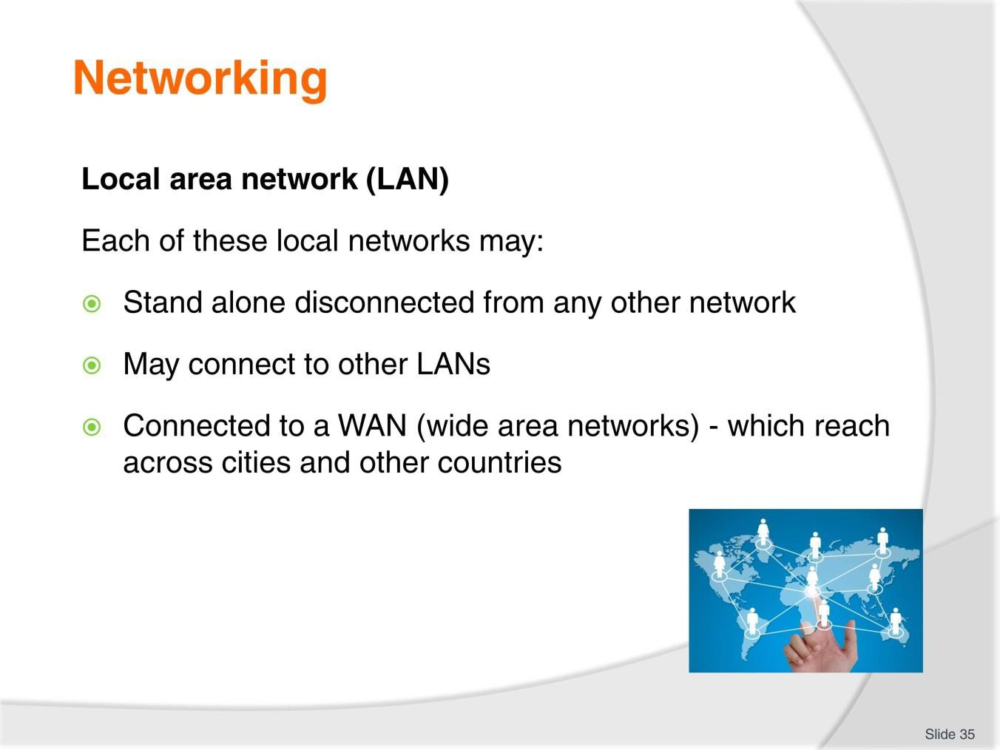 Networking
Local area network (LAN)
Each of these local networks may:
Stand alone disconnected from any other network
May connect to other LANs
Connected to a WAN (wide area networks) - which reach
across cities and other countries
Slide 35